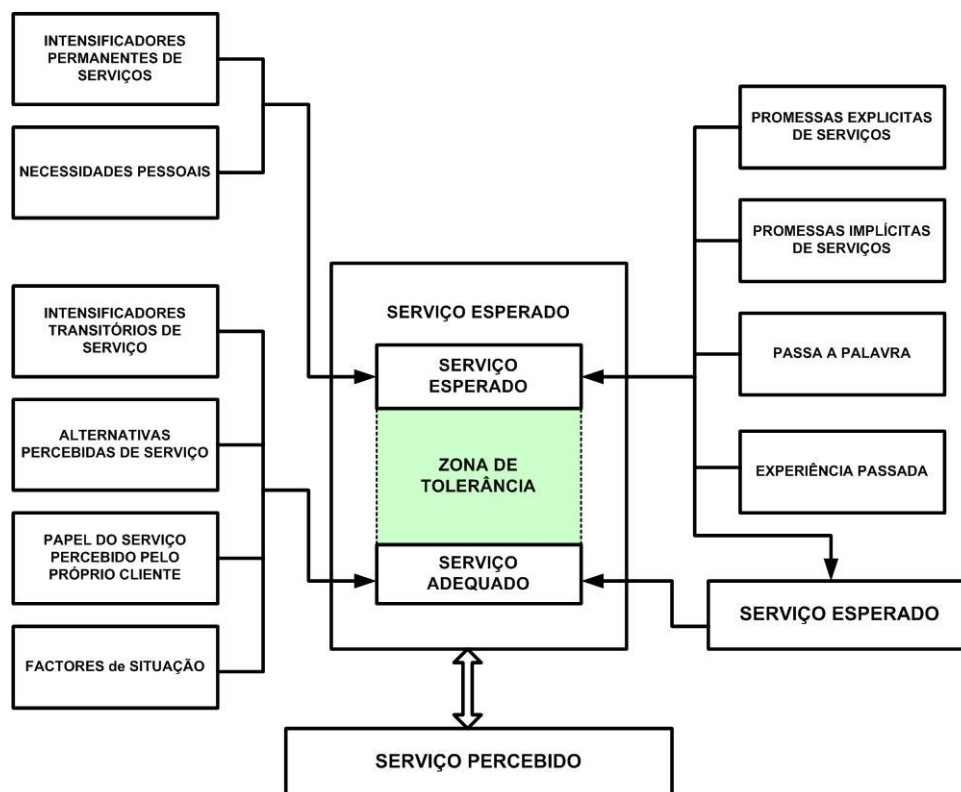 INTENSIFICADORES
PERMANENTES DE
SERVIÇOS
NECESSIDADES PESSOAIS
INTENSIFICADORES
TRANSITÓRIOS DE
SERVIÇO
ALTERNATIVAS
PERCEBIDAS DE SERVIÇO
PAPEL DO SERVIÇO
PERCEBIDO PELO
PRÓPRIO CLIENTE
FACTORES de SITUAÇÃO
SERVIÇO ESPERADO
SERVIÇO
ESPERADO
ZONA DE
TOLERÂNCIA
SERVIÇO
ADEQUADO
SERVIÇO PERCEBIDO
PROMESSAS EXPLICITAS
DE SERVIÇOS
PROMESSAS IMPLÍCITAS
DE SERVIÇOS
PASSA A PALAVRA
EXPERIÊNCIA PASSADA
SERVIÇO ESPERADO